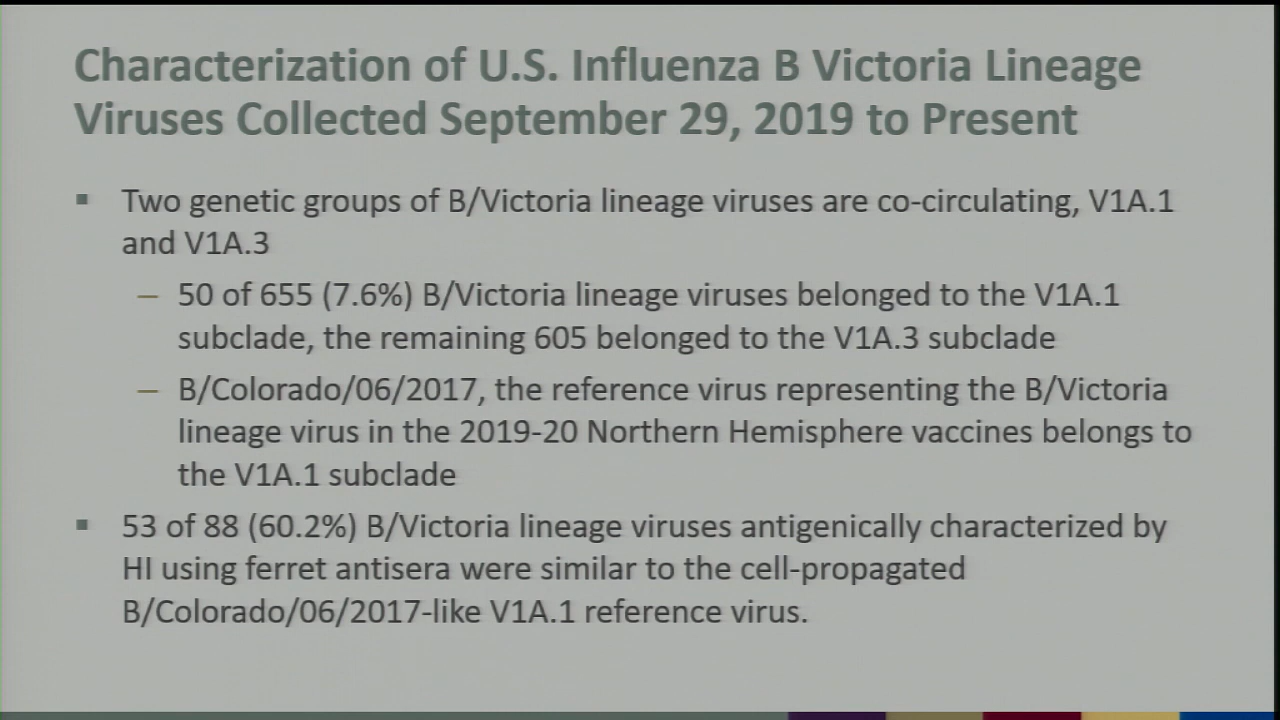 Characterization of U.S. Influenza B Victoria Lineage
Viruses Collected September 29, 2019 to Present
▪ Two genetic groups of B/Victoria lineage viruses are co-circulating, V1A.1
and V1A.3
– 50 of 655 (7.6%) B/Victoria lineage viruses belonged to the V1A.1
subclade, the remaining 605 belonged to the V1A.3 subclade
– B/Colorado/06/2017, the reference virus representing the B/Victoria
lineage virus in the 2019-20 Northern Hemisphere vaccines belongs to
the V1A.1 subclade
▪ 53 of 88 (60.2%) B/Victoria lineage viruses antigenically characterized by
HI using ferret antisera were similar to the cell-propagated
B/Colorado/06/2017-like V1A.1 reference virus.